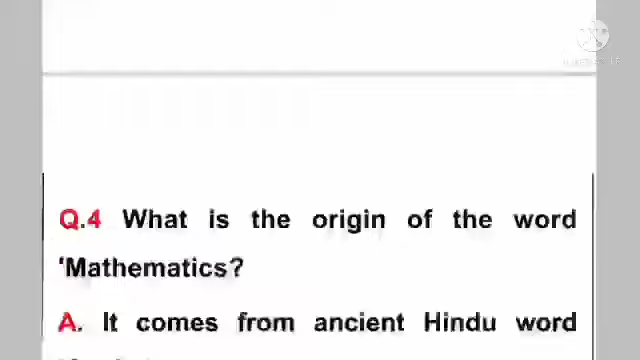 Q.4 What is the origin of the word
'Mathematics?
A. It comes from ancient Hindu word